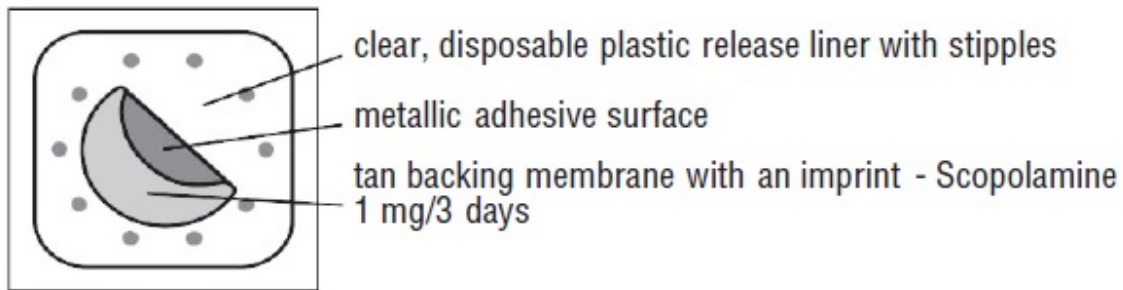 clear, disposable plastic release liner with stipples
metallic adhesive surface
tan backing membrane with an imprint - Scopolamine
1 mg/3 days